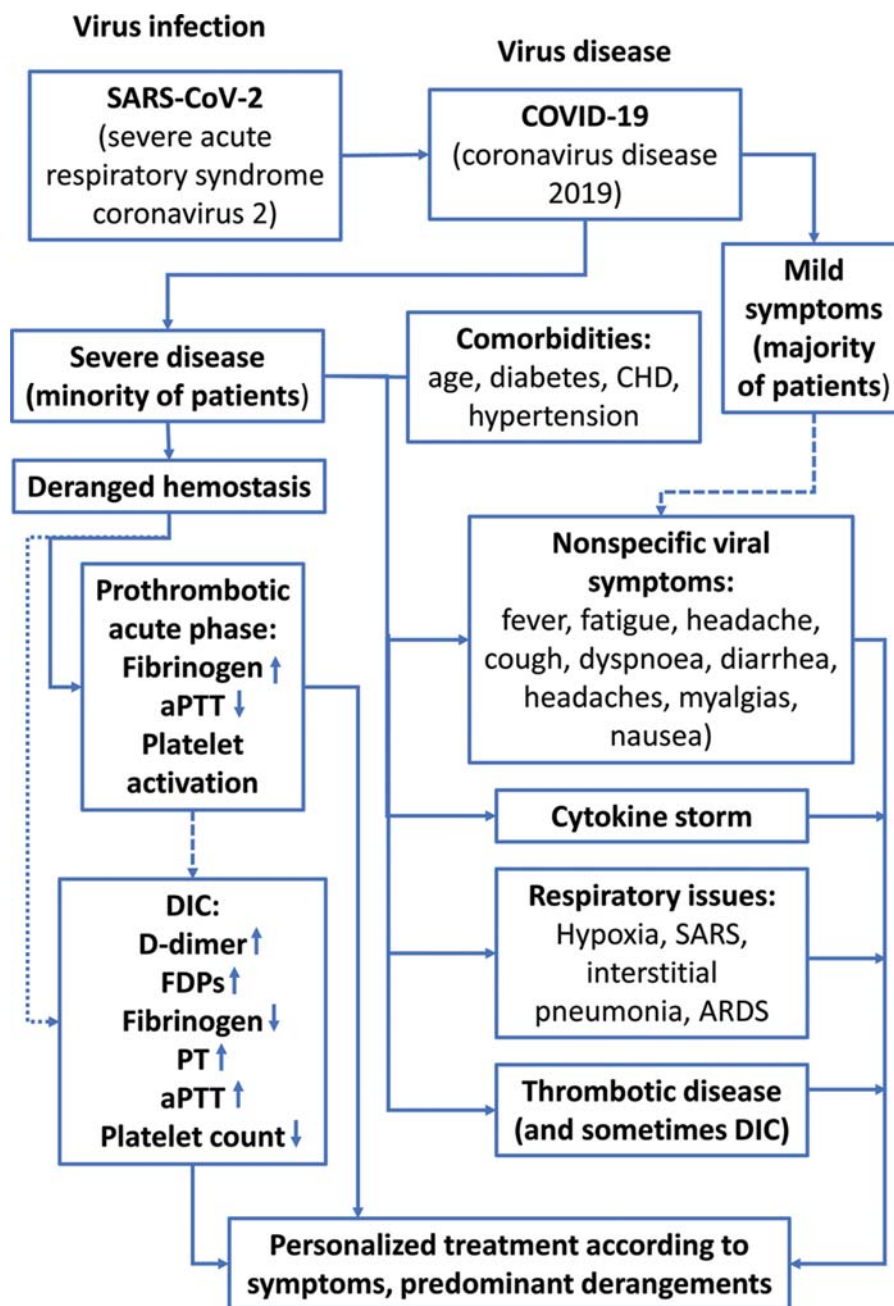 Virus infection
Virus disease
SARS-CoV-2
(severe acute
respiratory syndrome
coronavirus 2)
COVID-19
(coronavirus disease
2019)
Mild
symptoms
(majority
of patients)
Severe disease
(minority of patients)
Comorbidities:
age, diabetes, CHD,
hypertension
Deranged hemostasis
Prothrombotic
acute phase:
Fibrinogen ↑
aPTT ↓
Platelet
activation
Nonspecific viral
symptoms:
fever, fatigue, headache,
cough, dyspnoea, diarrhea,
headaches, myalgias,
nausea)
Cytokine storm
Respiratory issues:
Hypoxia, SARS,
interstitial
pneumonia, ARDS
Thrombotic disease
(and sometimes DIC)
DIC:
D-dimer ↑
FDPs ↑
Fibrinogen ↓
PT ↑
aPTT ↑
Platelet count ↓
Personalized treatment according to
symptoms, predominant derangements